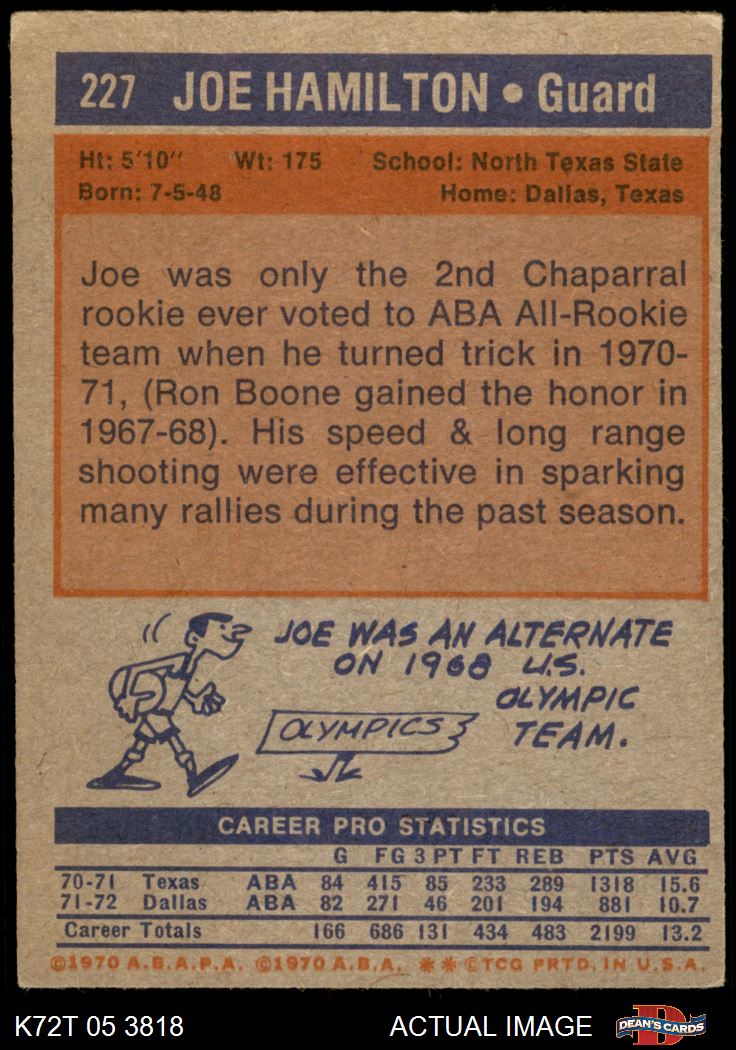 227 JOE HAMILTON • Guard
Ht: 5'10" Wt: 175 School: North Texas State
Born: 7-5-48 Home: Dallas, Texas
Joe was only the 2nd Chaparral
rookie ever voted to ABA All-Rookie
team when he turned trick in 1970-
71, (Ron Boone gained the honor in
1967-68). His speed & long range
shooting were effective in sparking
many rallies during the past season.
JOE WAS AN ALTERNATE
ON 1968 U.S.
OLYMPIC
TEAM.
OLYMPICS
CAREER PRO STATISTICS
G FG 3 PT FT REB PTS AVG
70-71 Texas ABA 84 415 85 233 289 1318 15.6
71-72 Dallas ABA 82 271 46 201 194 881 10.7
Career Totals 166 686 131 434 483 2199 13.2
©1970 A.B.A.P.A. ©1970 A.B.A. ** ©TCG PRTD. IN U.S.A.
K72T 05 3818 ACTUAL IMAGE DEAN'S CARDS